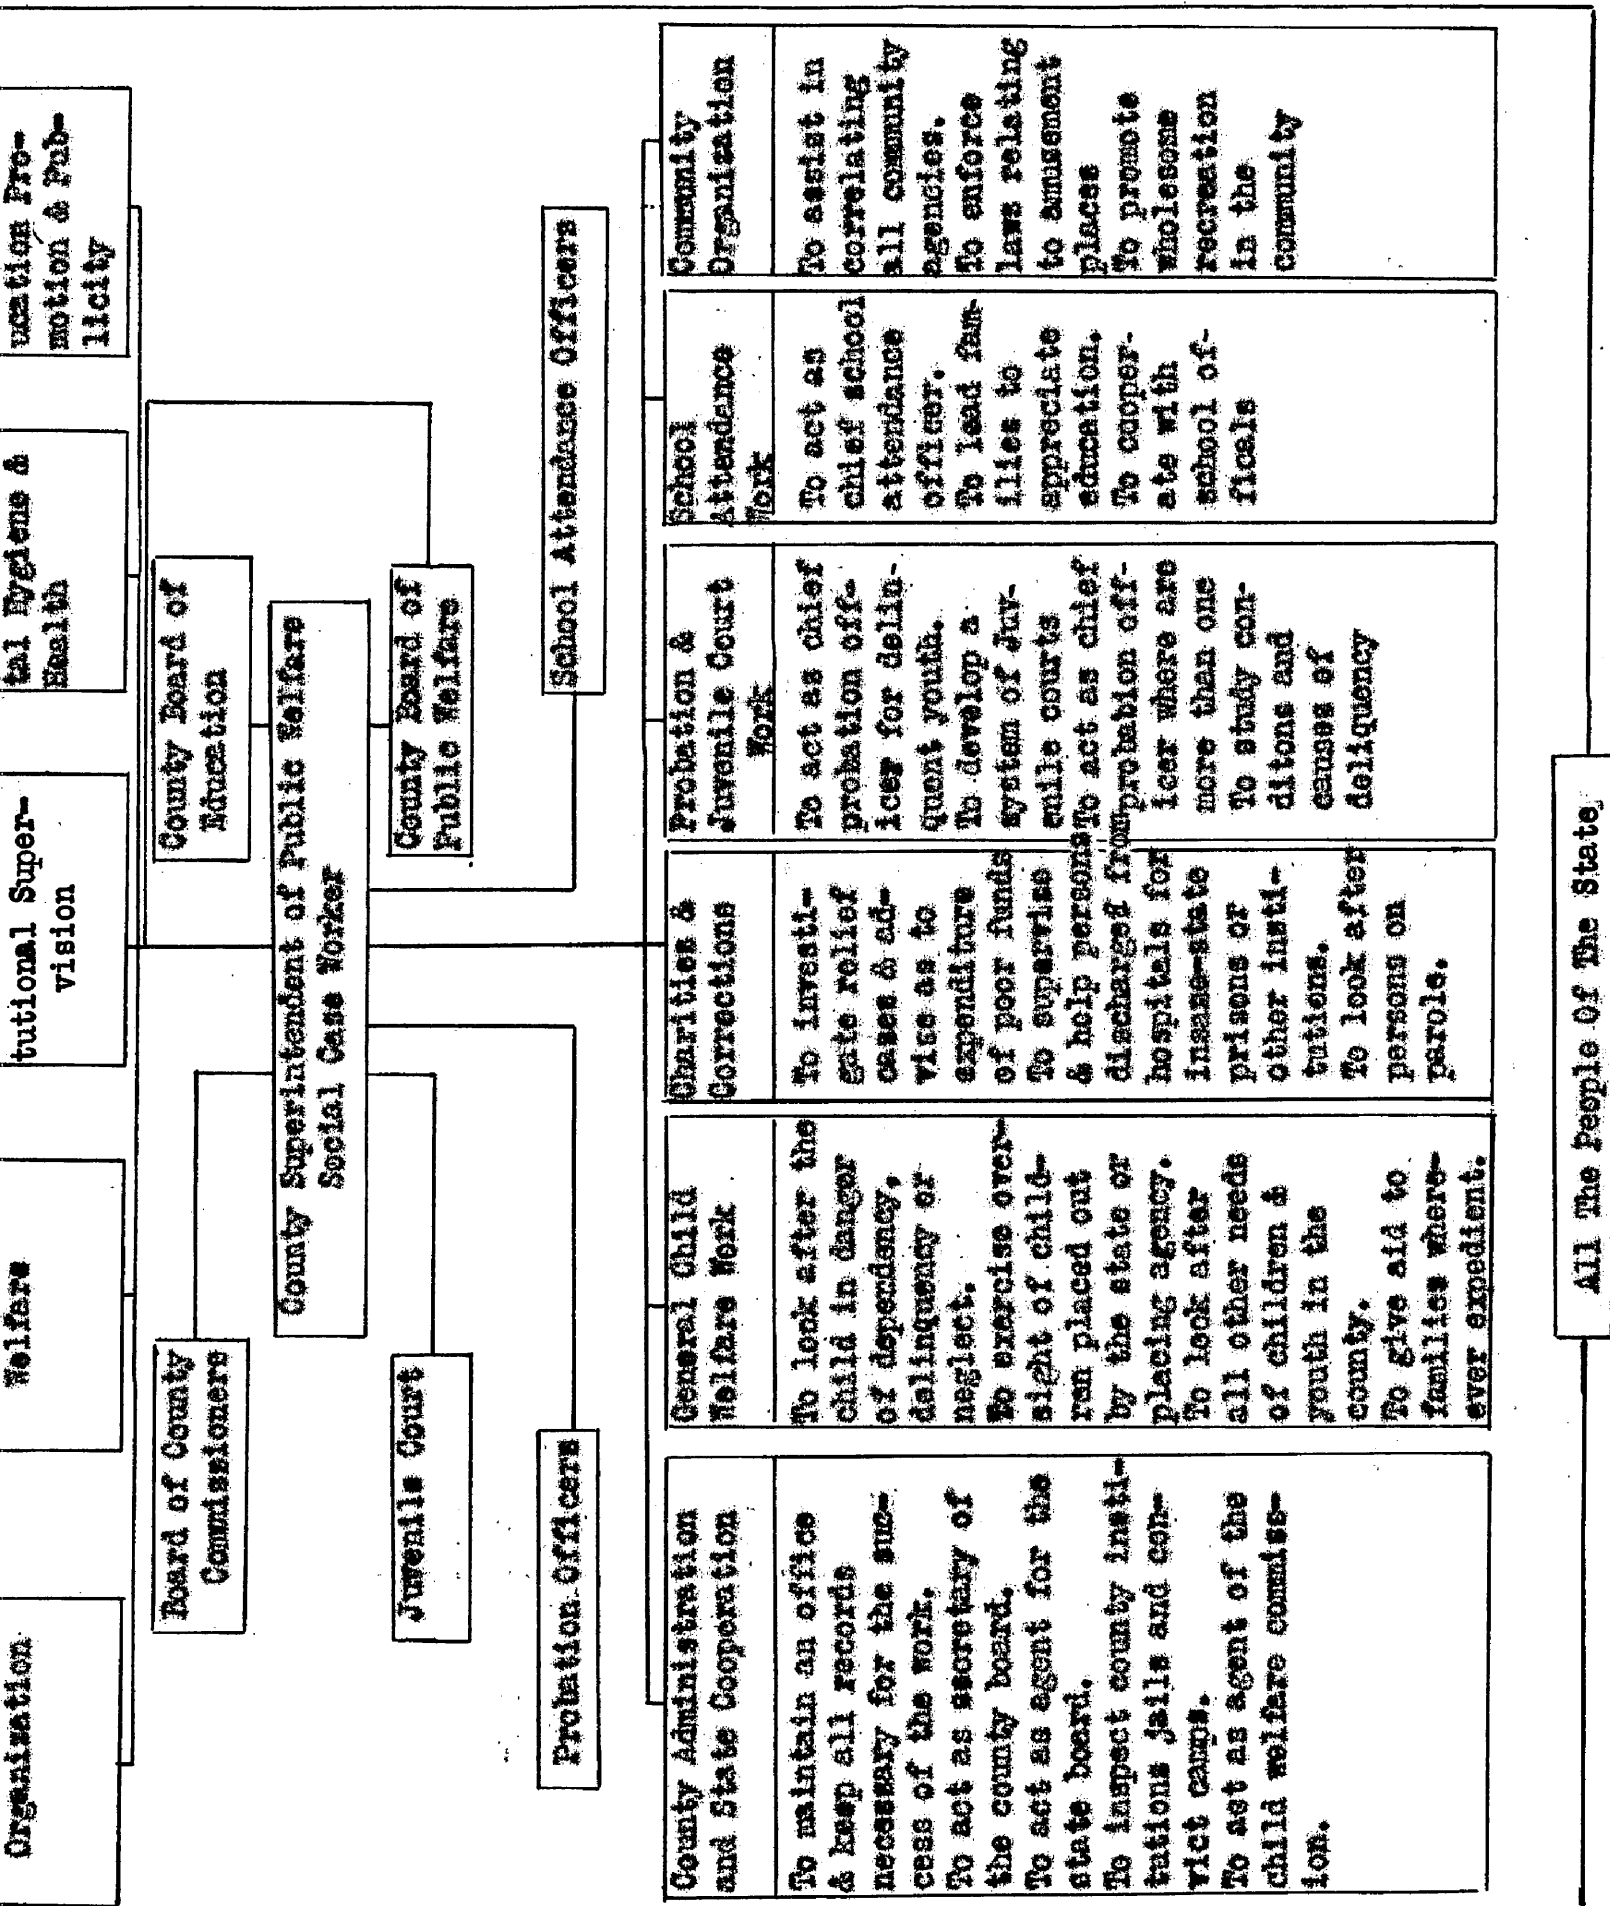 Organization
Welfare
tutional Super-
vision
tal Hygiene &
Health
ucation Pro-
motion & Pub-
licity
Board of County
Commissioners
County Board of
Education
County Superintendent of Public Welfare
Social Case Worker
Juvenile Court
County Board of
Public Welfare
Probation Officers
School Attendance Officers
County Administration
and State Cooperation
To maintain an office
& keep all records
necessary for the suc-
cess of the work.
To act as secretary of
the county board.
To act as agent for the
state board.
To inspect county insti-
tutions jails and con-
vict camps.
To act as agent of the
child welfare commiss-
ion.
General Child
Welfare Work
To look after the
child in danger
of dependency,
delinquency or
neglect.
To exercise over-
sight of child-
ren placed out
by the state or
placing agency.
To look after
all other needs
of children &
youth in the
county.
To give aid to
families where-
ever expedient.
Charities &
Corrections
To investi-
gate relief
cases & ad-
vise as to
expenditure
of poor funds
To supervise
& help persons
discharged from
hospitals for
insane-state
prisons or
other insti-
tutions.
To look after
persons on
parole.
Probation &
Juvenile Court
Work
To act as chief
probation off-
icer for delin-
quent youth.
To develop a
system of Juv-
enile courts
To act as chief
probabion off-
icer where are
more than one
To study con-
ditons and
causes of
deliquency
School
Attendance
Work
To act as
chief school
attendance
officer.
To lead fam-
ilies to
appreciate
education.
To cooper-
ate with
school of-
ficals
Community
Organization
To assist in
correlating
all community
agencies.
To enforce
laws relating
to amusement
places
To promote
wholesome
recreation
in the
community
All The People Of The State